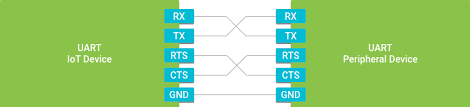 UART
IoT Device
RX
TX
RTS
CTS
GND
RX
TX
RTS
CTS
GND
UART
Peripheral Device